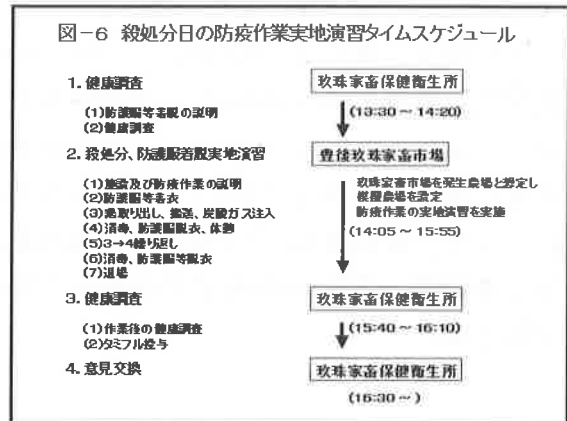 図－6 殺処分日の防疫作業実地演習タイムスケジュール
1. 健康調査
(1)防護服等着脱の説明
(2)健康調査
玖珠家畜保健衛生所
(13:30 ～ 14:20)
2. 殺処分、防護服着脱実地演習
(1)施設及び防疫作業の説明
(2)防護服等着衣
(3)鶏取り出し、搬送、炭酸ガス注入
(4)消毒、防護服脱衣、休憩
(5)3→4繰り返し
(6)消毒、防護服等脱衣
(7)退場
豊後玖珠家畜市場
玖珠家畜市場を発生農場と想定し
模擬農場を設定
防疫作業の実地演習を実施
(14:05 ～ 15:55)
3. 健康調査
(1)作業後の健康調査
(2)タミフル投与
玖珠家畜保健衛生所
(15:40 ～ 16:10)
4. 意見交換
玖珠家畜保健衛生所
(16:30 ～ )